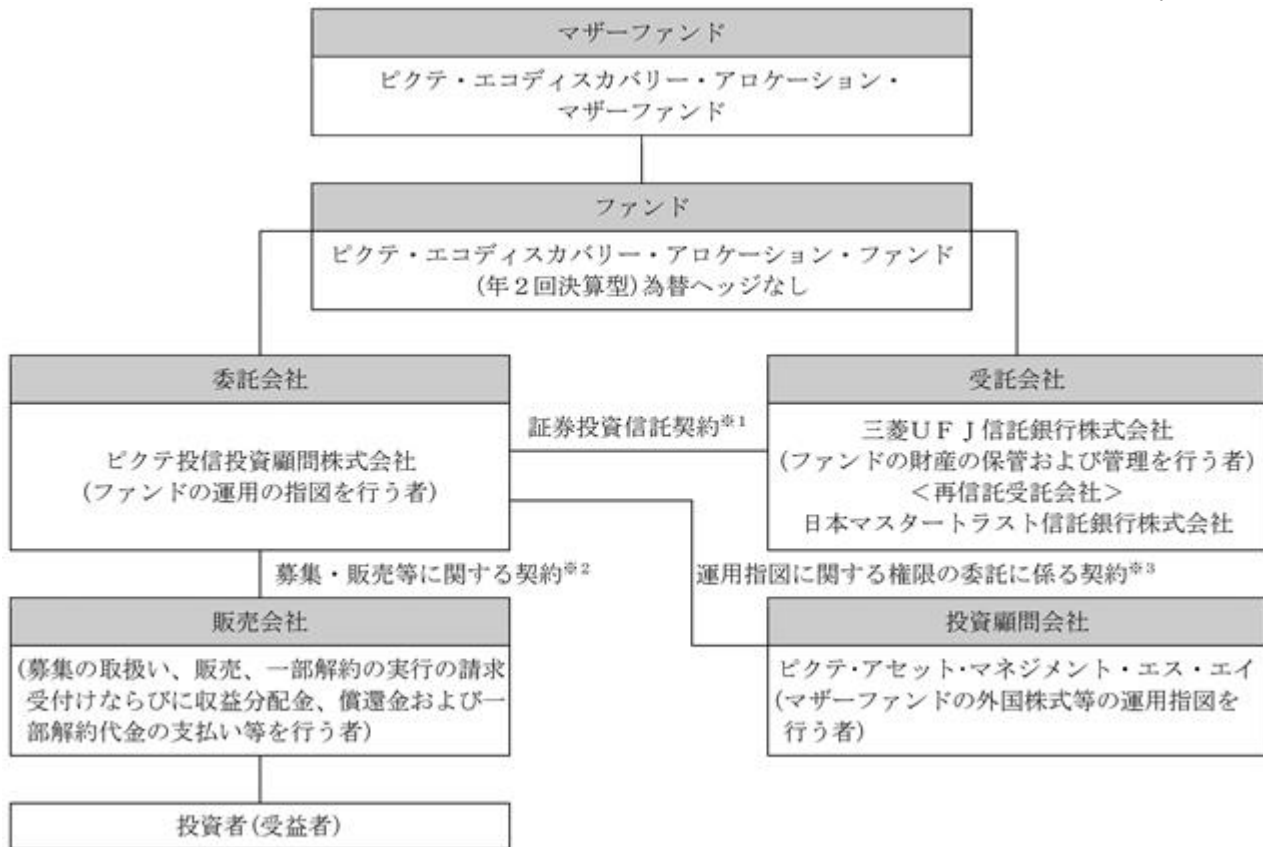 マザーファンド
ピクテ・エコディスカバリー・アロケーション・
マザーファンド
ファンド
ピクテ・エコディスカバリー・アロケーション・ファンド
(年２回決算型)為替ヘッジなし
委託会社
ピクテ投信投資顧問株式会社
(ファンドの運用の指図を行う者)
証券投資信託契約※1
受託会社
三菱ＵＦＪ信託銀行株式会社
(ファンドの財産の保管および管理を行う者)
＜再信託受託会社＞
日本マスタートラスト信託銀行株式会社
募集・販売等に関する契約※2
運用指図に関する権限の委託に係る契約※3
販売会社
(募集の取扱い、販売、一部解約の実行の請求
受付けならびに収益分配金、償還金および一
部解約代金の支払い等を行う者)
投資顧問会社
ピクテ・アセット・マネジメント・エス・エイ
(マザーファンドの外国株式等の運用指図を
行う者)
投資者(受益者)